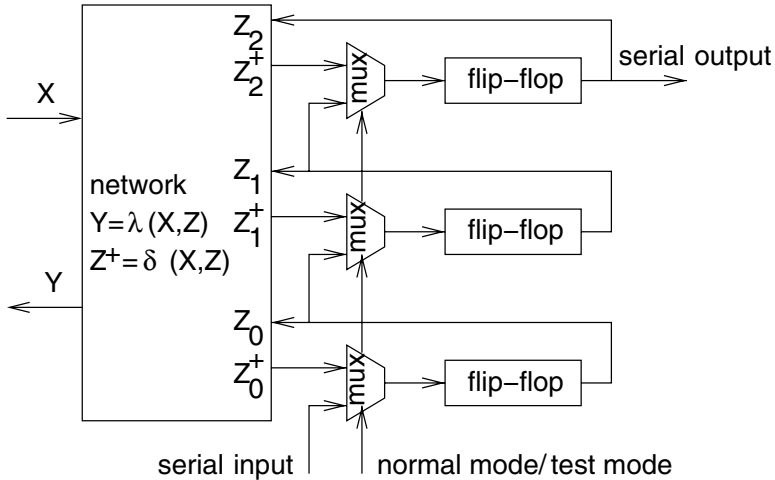 Z₂
Z₂⁺
mux
flip-flop
serial output
X
Z₁
network
Y=λ(X,Z)
Z⁺=δ (X,Z)
Z₁⁺
mux
flip-flop
Y
Z₀
Z₀⁺
mux
flip-flop
serial input
normal mode/test mode